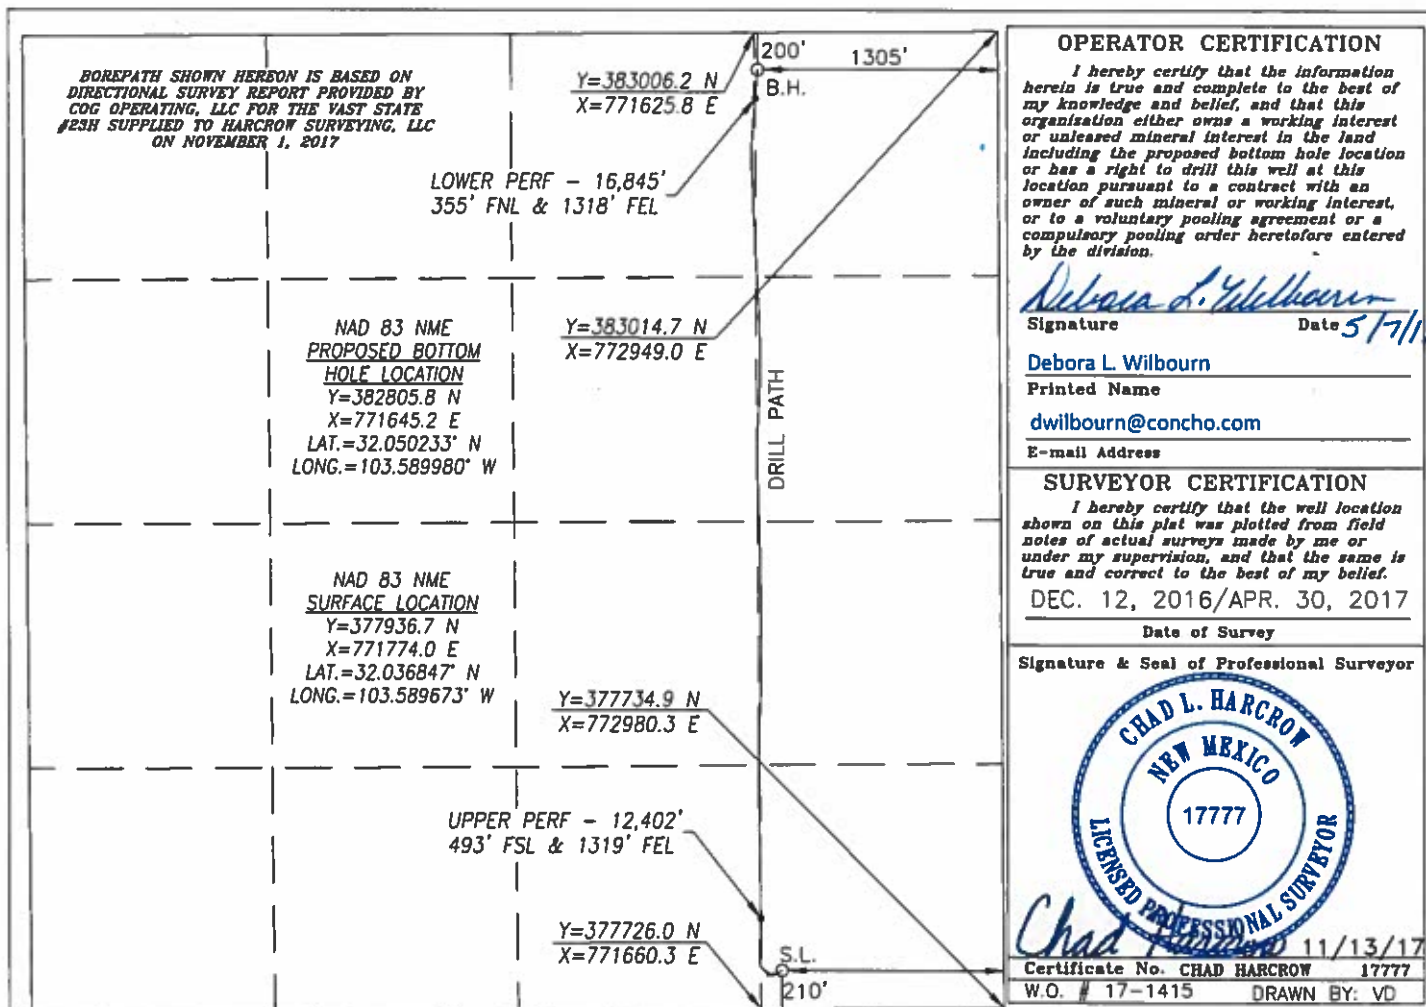 BOREPATH SHOWN HEREON IS BASED ON
DIRECTIONAL SURVEY REPORT PROVIDED BY
COG OPERATING, LLC FOR THE VAST STATE
#25H SUPPLIED TO HARCROW SURVEYING, LLC
ON NOVEMBER 1, 2017
200'
1305'
Y=383006.2 N
X=771625.8 E
B.H.
LOWER PERF - 16,845'
355' FNL & 1318' FEL
Y=383014.7 N
X=772949.0 E
NAD 83 NME
PROPOSED BOTTOM
HOLE LOCATION
Y=382805.8 N
X=771645.2 E
LAT.=32.050233° N
LONG.=103.589980° W
DRILL PATH
NAD 83 NME
SURFACE LOCATION
Y=377936.7 N
X=771774.0 E
LAT.=32.036847° N
LONG.=103.589673° W
Y=377734.9 N
X=772980.3 E
UPPER PERF - 12,402'
493' FSL & 1319' FEL
Y=377726.0 N
X=771660.3 E
S.L.
210'
OPERATOR CERTIFICATION
I hereby certify that the information
herein is true and complete to the best of
my knowledge and belief, and that this
organization either owns a working interest
or unleased mineral interest in the land
including the proposed bottom hole location
or has a right to drill this well at this
location pursuant to a contract with an
owner of such mineral or working interest,
or to a voluntary pooling agreement or a
compulsory pooling order heretofore entered
by the division.
Debora L. Wilbourn
5/7/1
Signature Date
Debora L. Wilbourn
Printed Name
dwilbourn@concho.com
E-mail Address
SURVEYOR CERTIFICATION
I hereby certify that the well location
shown on this plat was plotted from field
notes of actual surveys made by me or
under my supervision, and that the same is
true and correct to the best of my belief.
DEC. 12, 2016/APR. 30, 2017
Date of Survey
Signature & Seal of Professional Surveyor
CHAD L. HARCROW
NEW MEXICO
17777
LICENSED PROFESSIONAL SURVEYOR
Chad Harcrow 11/13/17
Certificate No. CHAD HARCROW 17777
W.O. # 17-1415 DRAWN BY: VD